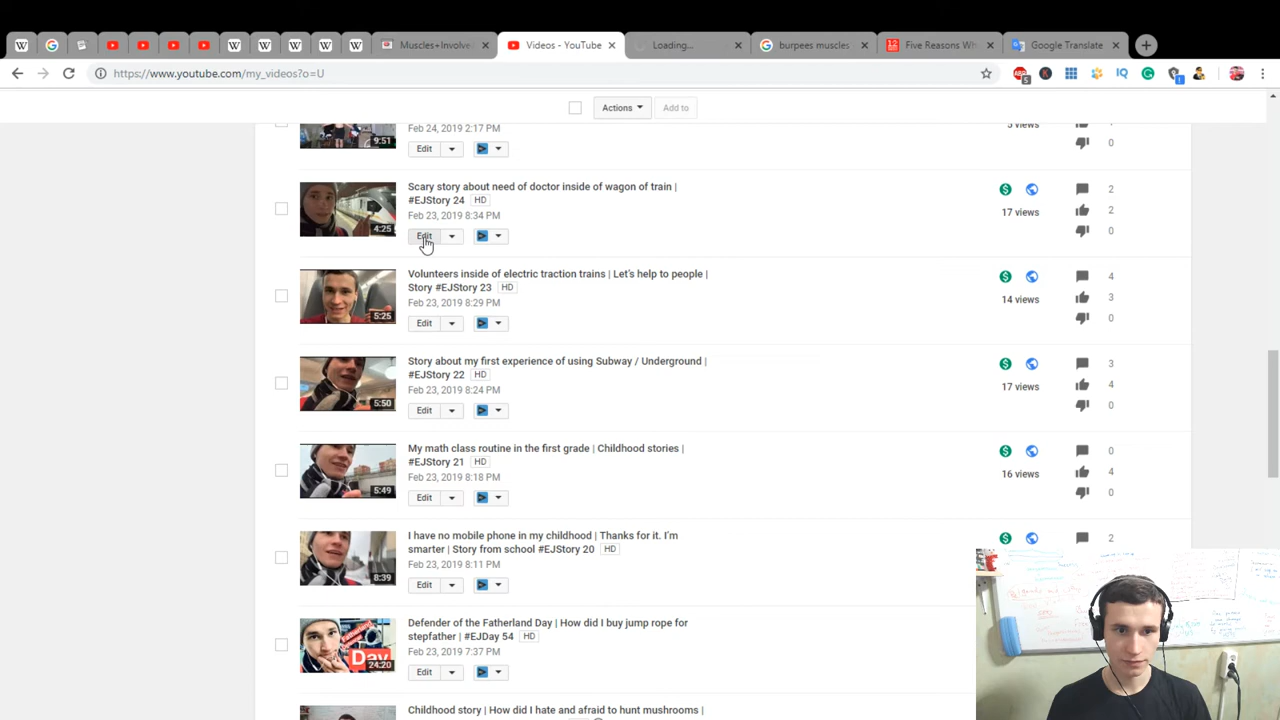 Muscles+Involve
Videos - YouTube
Loading...
burpees muscles
Five Reasons Wh
Google Translate
https://www.youtube.com/my_videos?o=U
Actions
Add to
Feb 24, 2019 2:17 PM
9:51
5 views
0
Edit
Scary story about need of doctor inside of wagon of train |
#EJStory 24 HD
Feb 23, 2019 8:34 PM
4:25
17 views
2
2
0
Edit
Volunteers inside of electric traction trains | Let's help to people |
Story #EJStory 23 HD
Feb 23, 2019 8:29 PM
5:25
14 views
4
3
0
Edit
Story about my first experience of using Subway / Underground |
#EJStory 22 HD
Feb 23, 2019 8:24 PM
5:50
17 views
3
4
0
Edit
My math class routine in the first grade | Childhood stories |
#EJStory 21 HD
Feb 23, 2019 8:18 PM
5:49
16 views
0
4
0
Edit
I have no mobile phone in my childhood | Thanks for it. I'm
smarter | Story from school #EJStory 20 HD
Feb 23, 2019 8:11 PM
8:39
2
Edit
Defender of the Fatherland Day | How did I buy jump rope for
stepfather | #EJDay 54 HD
Feb 23, 2019 7:37 PM
Day
24:20
Edit
Childhood story | How did I hate and afraid to hunt mushrooms |